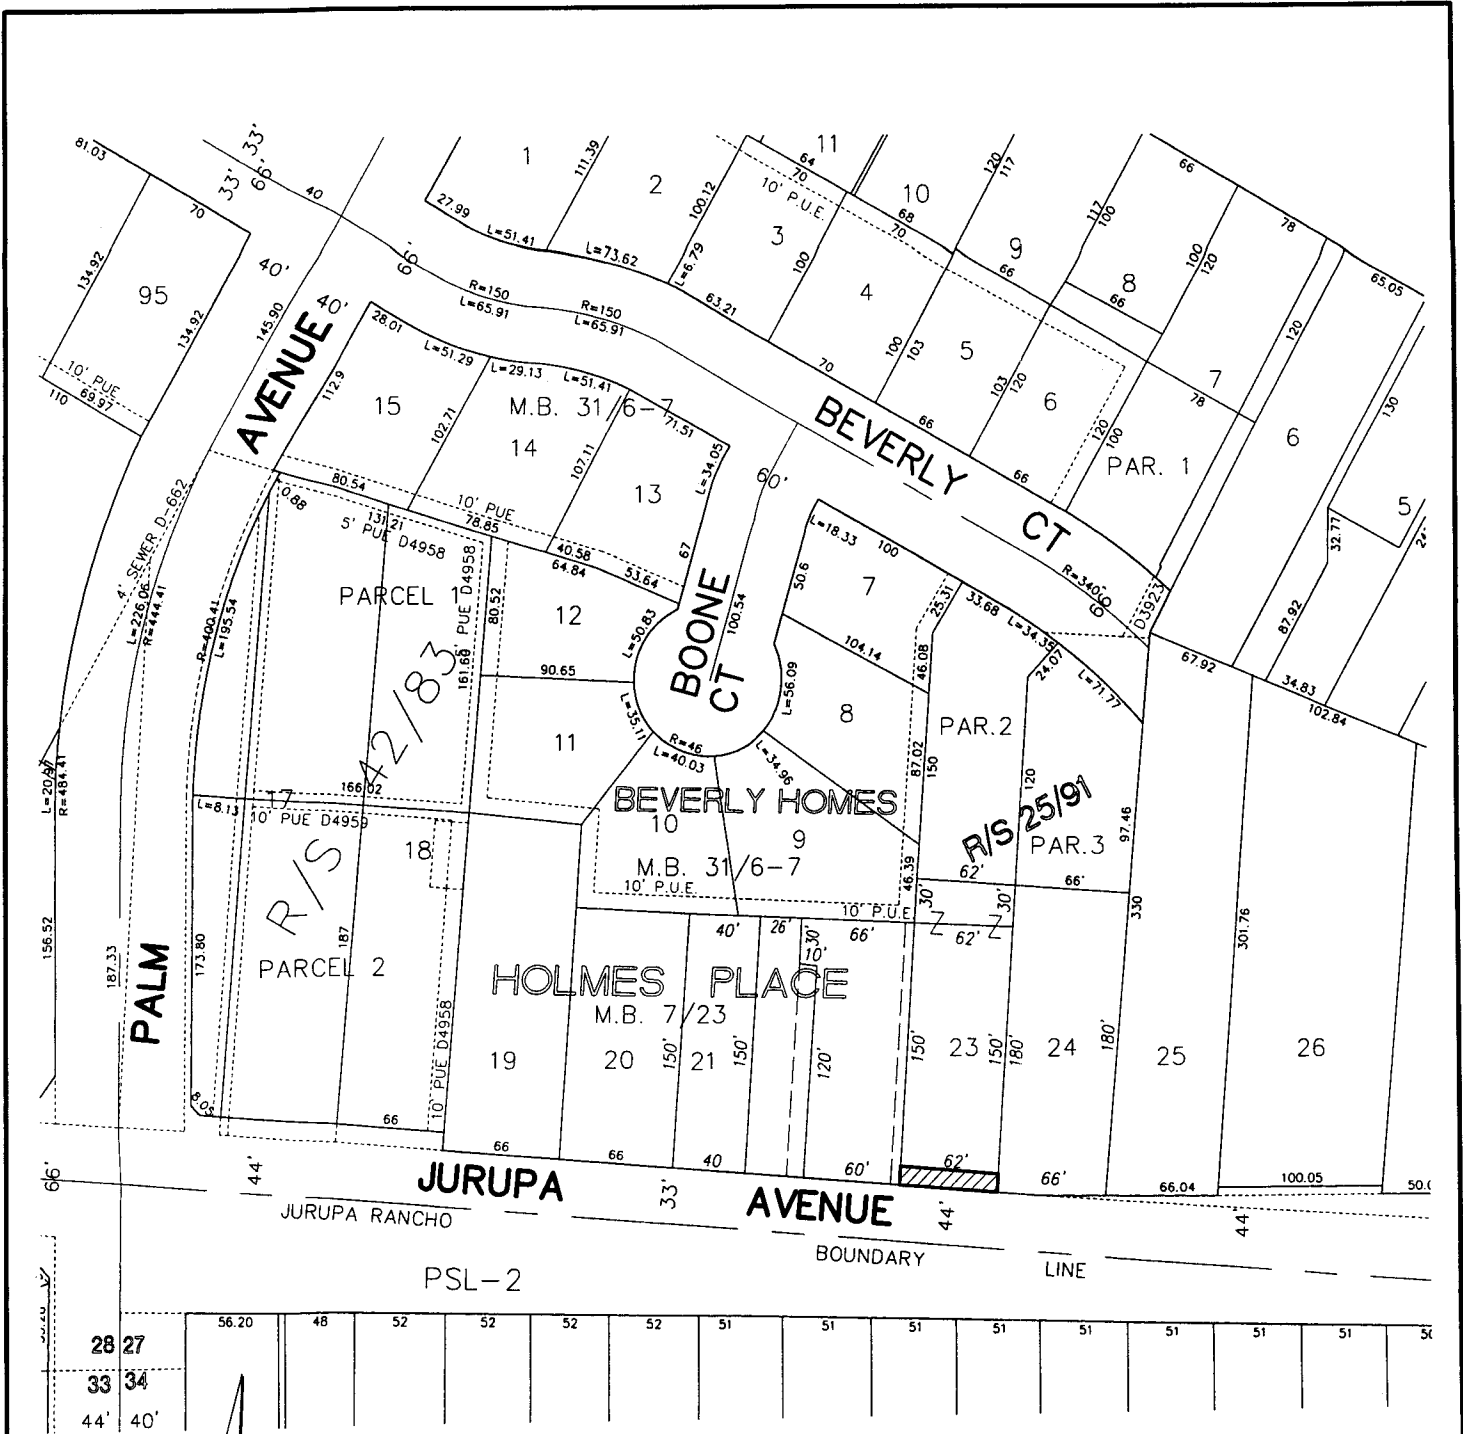 81.03
33'
33'
66'
40
27.99
1
111.39
2
L=51.41
L=73.62
100.12
L=6.79
11
64
70
10' P.U.E.
3
100
63.21
10
68
70
120
117
9
66
4
117
100
8
66
66
78
100
120
65.05
120
70
134.92
95
134.92
10' PUE
69.97
110
40'
145.90
40'
AVENUE
66'
R=150
L=65.91
R=150
L=65.91
28.01
L=51.29
L=29.13
L=51.41
112.9
15
102.71
M.B. 31/6-7
14
107.11
71.51
13
L=34.05
60'
70
100
103
5
66
BEVERLY
CT
103
120
6
66
120
100
7
78
PAR. 1
6
130
5
32.77
87.92
4' SEWER D-662
80.54
0.88
131.21
5' PUE D4958
10' PUE
78.85
40.58
64.84
53.64
67
PARCEL 1
5' PUE D4958
161.60
80.52
12
L=50.83
90.65
11
L=35.11
BOONE
CT
100.54
R=46
L=40.03
L=18.33
100
50.6
7
104.14
L=56.09
8
L=34.96
25.31
33.68
L=34.35
46.08
24.07
L=71.77
R=340
D3923
67.92
34.83
102.84
L=226.06
R=444.41
R=400.41
L=195.54
L=20.97
R=484.41
R/S 42/83
17
166.02
L=8.13
10' PUE D4959
18
BEVERLY HOMES
10
9
M.B. 31/6-7
10' P.U.E.
10' P.U.E.
PAR.2
87.02
150
120
R/S 25/91
PAR.3
97.46
46.39
62'
66'
30'
30'
Z
Z
62'
330
301.76
156.52
187.33
PALM
173.80
PARCEL 2
187
10' PUE D4958
8.05
66
HOLMES PLACE
M.B. 7/23
40'
26'
30'
10'
66'
19
20
150'
21
150'
120'
150'
23
150'
180'
24
180'
25
26
66
66
40
60'
62'
66'
66.04
100.05
66'
44'
JURUPA AVENUE
33'
44'
44'
JURUPA RANCHO
BOUNDARY
LINE
PSL-2
56.20
48
52
52
52
52
51
51
51
51
51
51
51
28 27
33 34
44' 40'